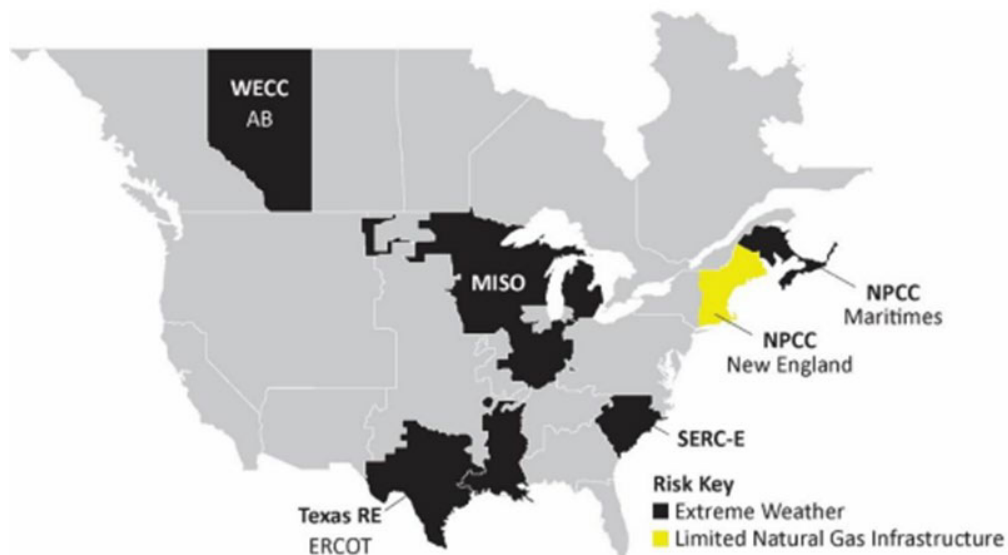 WECC
AB
MISO
NPCC
Maritimes
NPCC
New England
SERC-E
Texas RE
ERCOT
Risk Key
Extreme Weather
Limited Natural Gas Infrastructure